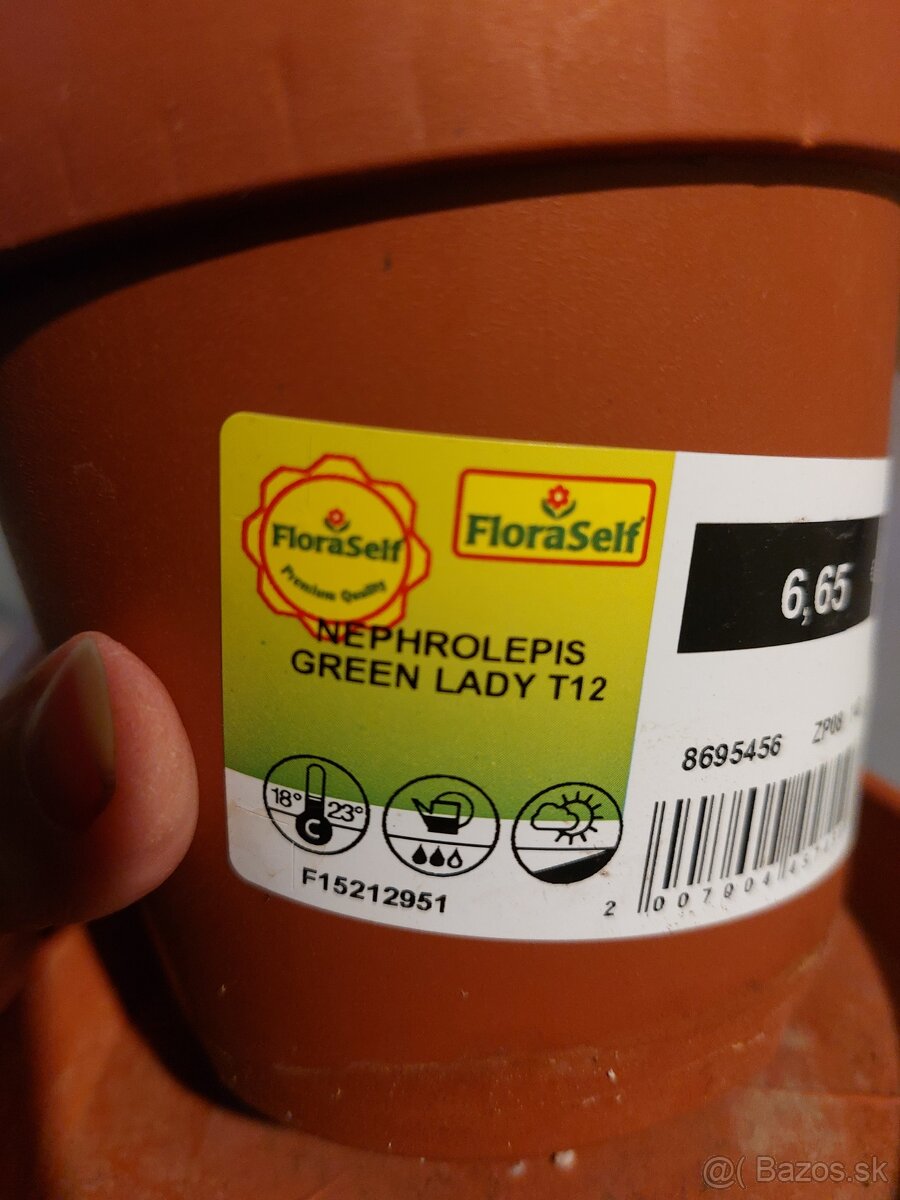 FloraSelf
Premium Quality
FloraSelf
NEPHROLEPIS
GREEN LADY T12
6,65
8695456
18° 23°
C
F15212951
@( Bazos.sk